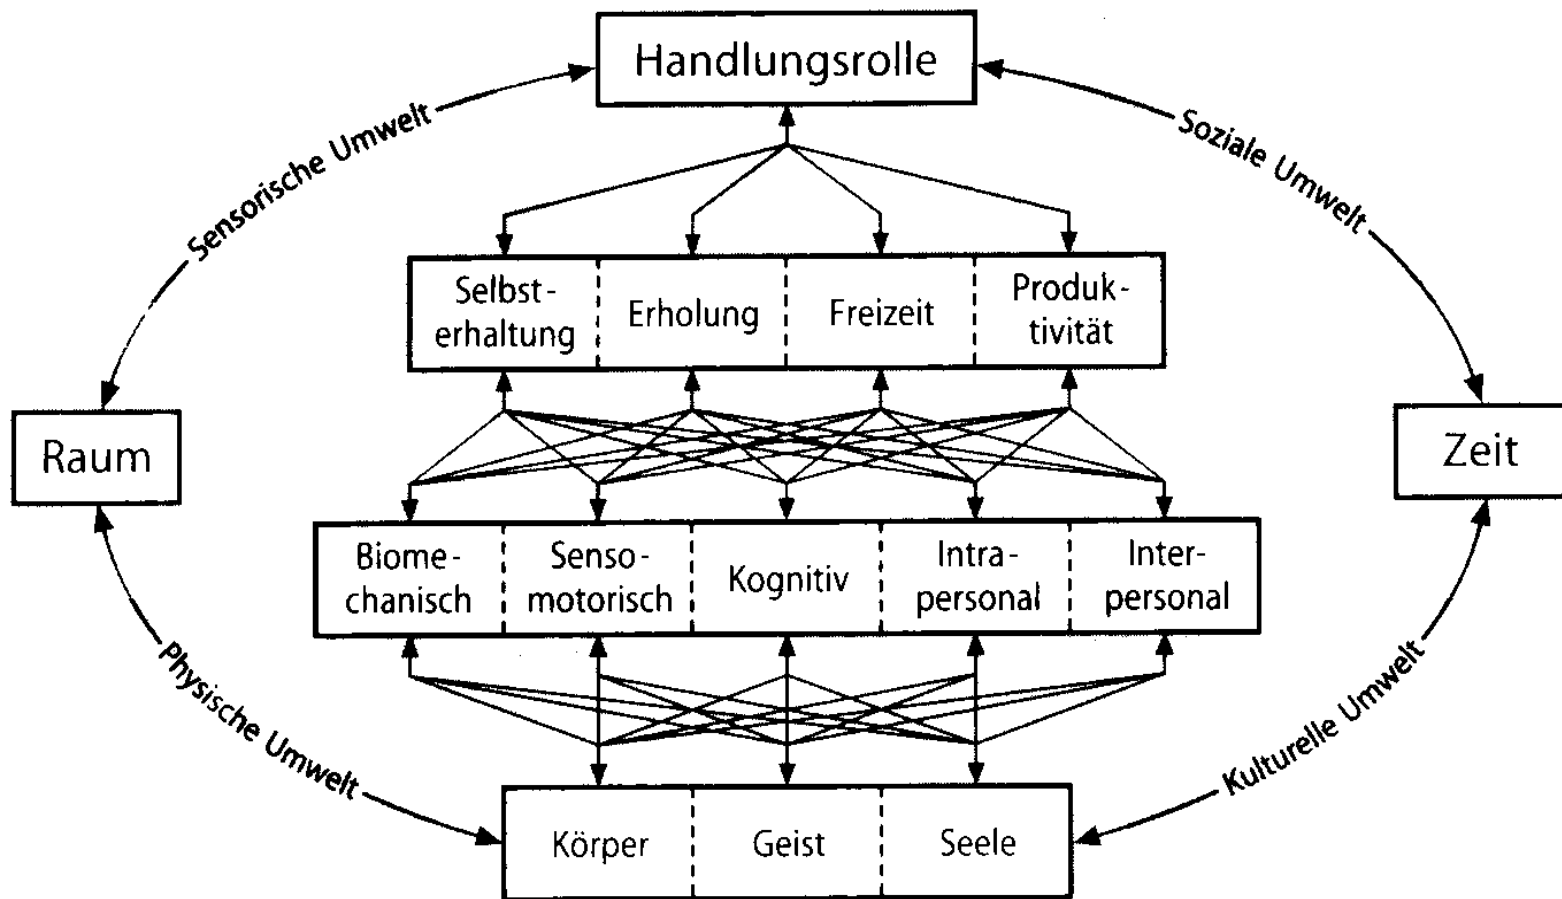 Handlungsrolle
Sensorische Umwelt
Soziale Umwelt
Selbst-
erhaltung
Erholung
Freizeit
Produk-
tivität
Raum
Zeit
Biome-
chanisch
Senso-
motorisch
Kognitiv
Intra-
personal
Inter-
personal
Physische Umwelt
Kulturelle Umwelt
Körper
Geist
Seele